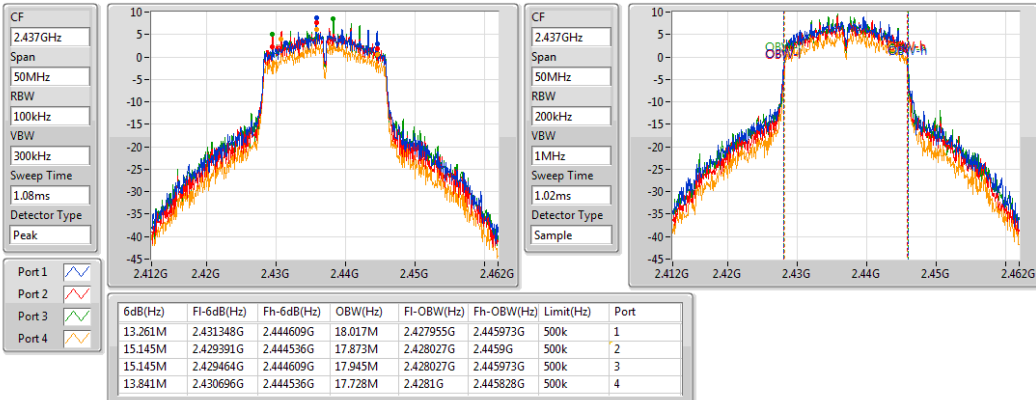 CF
2.437GHz
Span
50MHz
RBW
100kHz
VBW
300kHz
Sweep Time
1.08ms
Detector Type
Peak
10
5
0
-5
-10
-15
-20
-25
-30
-35
-40
-45
2.412G 2.42G 2.43G 2.44G 2.45G 2.462G
CF
2.437GHz
Span
50MHz
RBW
200kHz
VBW
1MHz
Sweep Time
1.02ms
Detector Type
Sample
10
5
0
-5
-10
-15
-20
-25
-30
-35
-40
-45
2.412G 2.42G 2.43G 2.44G 2.45G 2.462G
Port 1
Port 2
Port 3
Port 4
6dB(Hz) Fl-6dB(Hz) Fh-6dB(Hz) OBW(Hz) Fl-OBW(Hz) Fh-OBW(Hz) Limit(Hz) Port
13.261M 2.431348G 2.444609G 18.017M 2.427955G 2.445973G 500k 1
15.145M 2.429391G 2.444536G 17.873M 2.428027G 2.4459G 500k 2
15.145M 2.429464G 2.444609G 17.945M 2.428027G 2.445973G 500k 3
13.841M 2.430696G 2.444536G 17.728M 2.4281G 2.445828G 500k 4